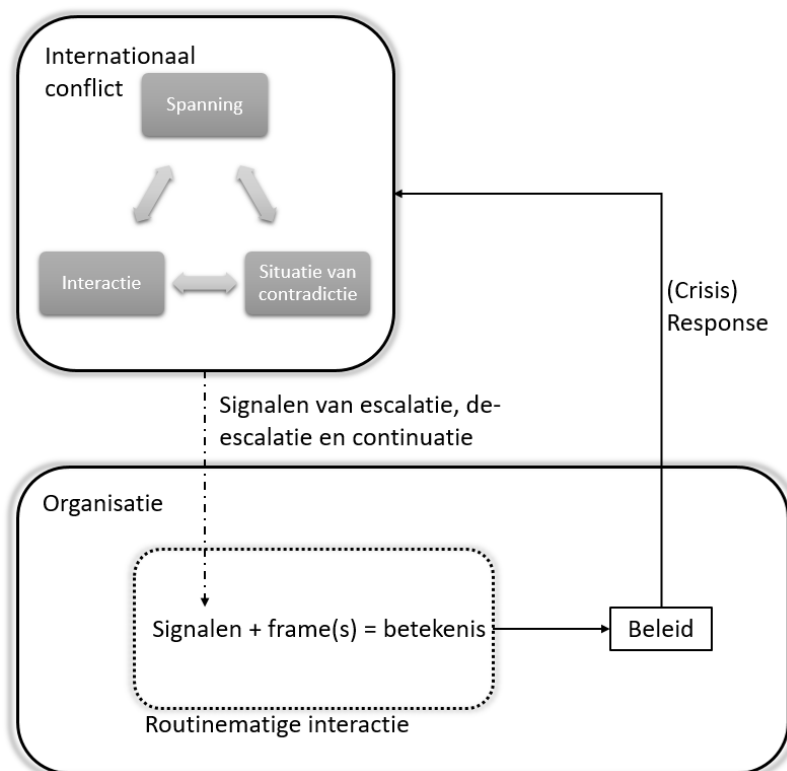 Internationaal
conflict
Spanning
Interactie
Situatie van
contradictie
(Crisis)
Response
Signalen van escalatie, de-
escalatie en continuatie
Organisatie
Signalen + frame(s) = betekenis
Beleid
Routinematige interactie